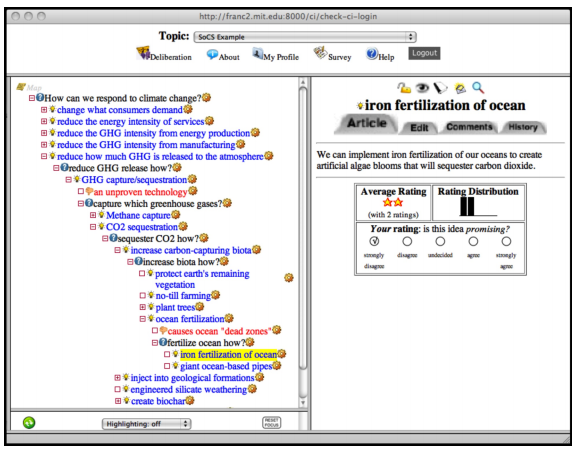 http://franc2.mit.edu:8000/ci/check-ci-login
Topic: SoCS Example
Deliberation About My Profile Survey Help Logout
Map
How can we respond to climate change?
change what consumers demand
reduce the energy intensity of services
reduce the GHG intensity from energy production
reduce the GHG intensity from manufacturing
reduce how much GHG is released to the atmosphere
reduce GHG release how?
GHG capture/sequestration
an unproven technology
capture which greenhouse gases?
Methane capture
CO2 sequestration
sequester CO2 how?
increase carbon-capturing biota
increase biota how?
protect earth's remaining
vegetation
no-till farming
plant trees
ocean fertilization
causes ocean "dead zones"
fertilize ocean how?
iron fertilization of ocean
giant ocean-based pipes
inject into geological formations
engineered silicate weathering
create biochar
Highlighting: off
RESET
FOCUS
iron fertilization of ocean
Article Edit Comments History
We can implement iron fertilization of our oceans to create
artificial algae blooms that will sequester carbon dioxide.
Average Rating
(with 2 ratings)
Rating Distribution
Your rating: is this idea promising?
strongly disagree
disagree
undecided
agree
strongly agree